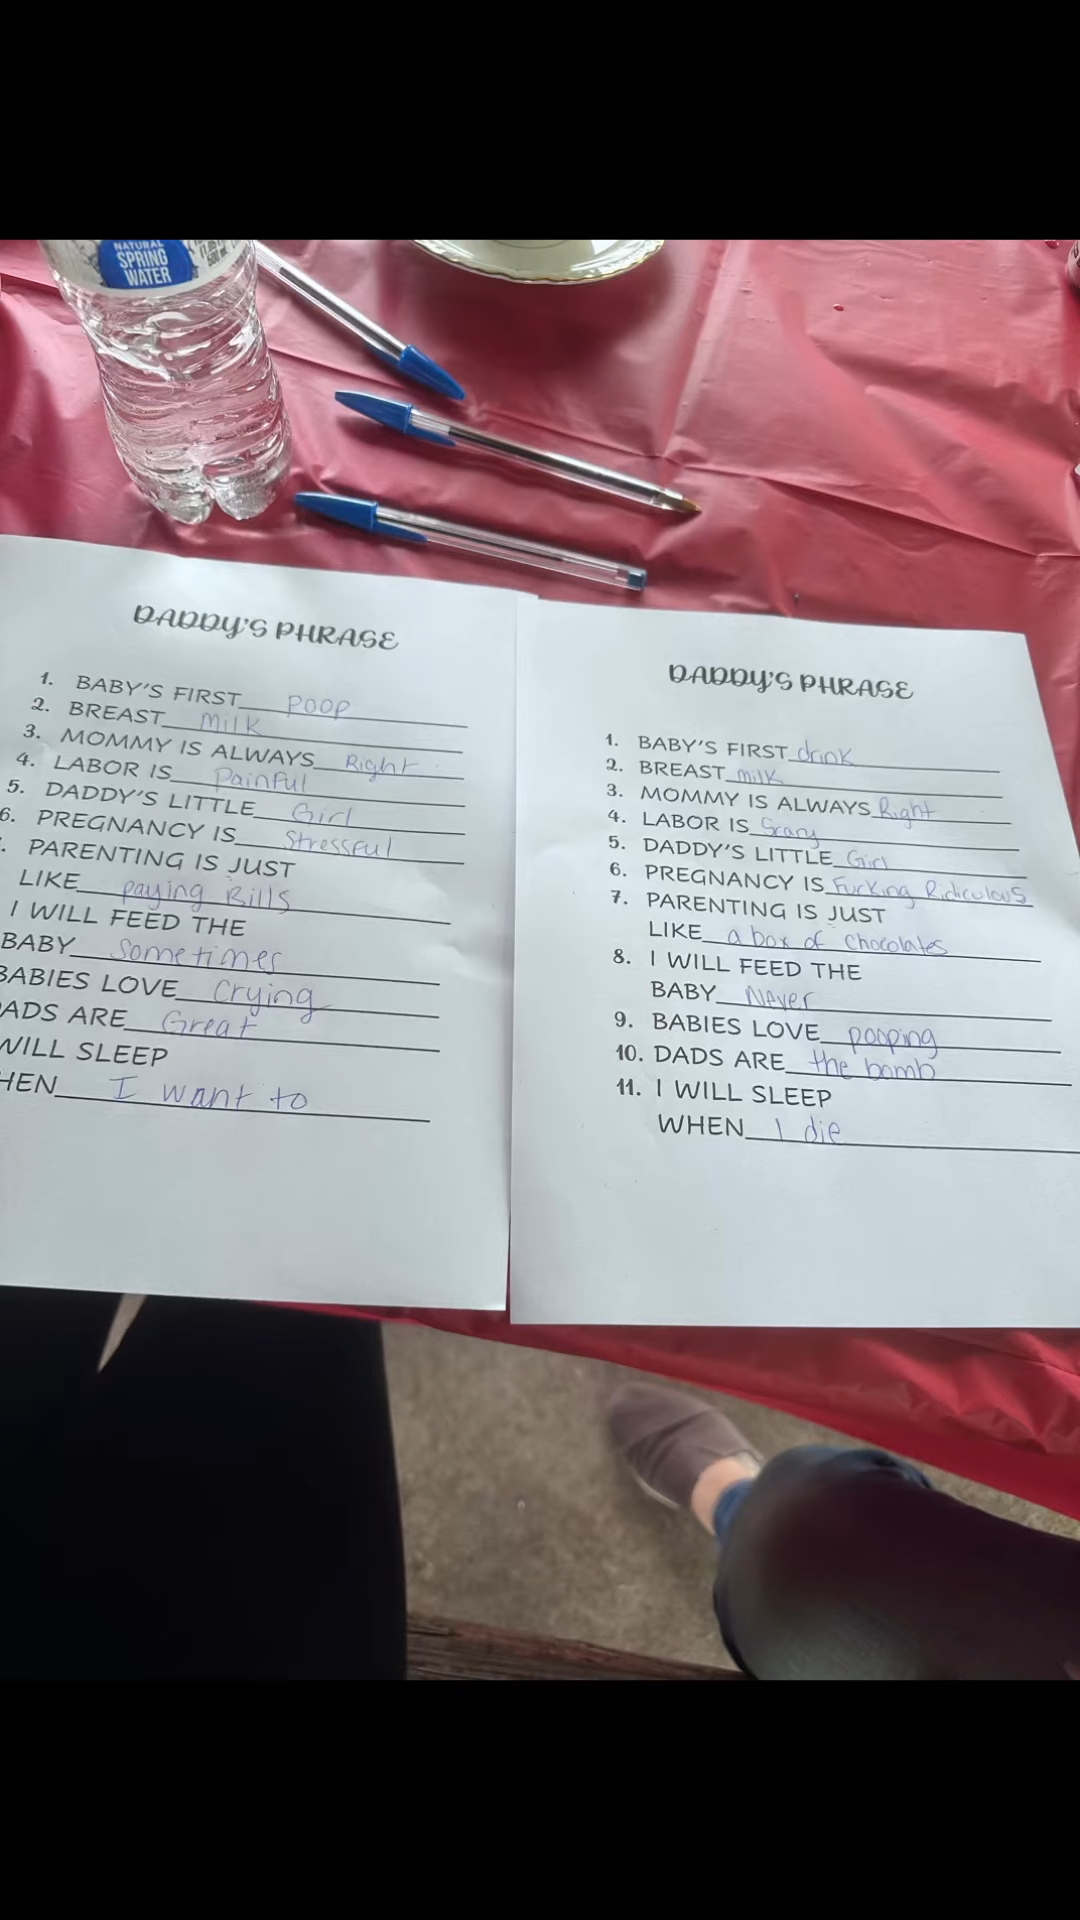 NATURAL
SPRING
WATER
500 mL
DADDY'S PHRASE
1. BABY'S FIRST poop
2. BREAST milk
3. MOMMY IS ALWAYS Right
4. LABOR IS Painful
5. DADDY'S LITTLE Girl
6. PREGNANCY IS Stressful
. PARENTING IS JUST
LIKE paying Bills
I WILL FEED THE
BABY sometimes
BABIES LOVE crying
ADS ARE Great
WILL SLEEP
HEN I want to
DADDY'S PHRASE
1. BABY'S FIRST drink
2. BREAST milk
3. MOMMY IS ALWAYS Right
4. LABOR IS Scary
5. DADDY'S LITTLE Girl
6. PREGNANCY IS Fucking Ridiculous
7. PARENTING IS JUST
LIKE a box of chocolates
8. I WILL FEED THE
BABY Never
9. BABIES LOVE pooping
10. DADS ARE the bomb
11. I WILL SLEEP
WHEN I die